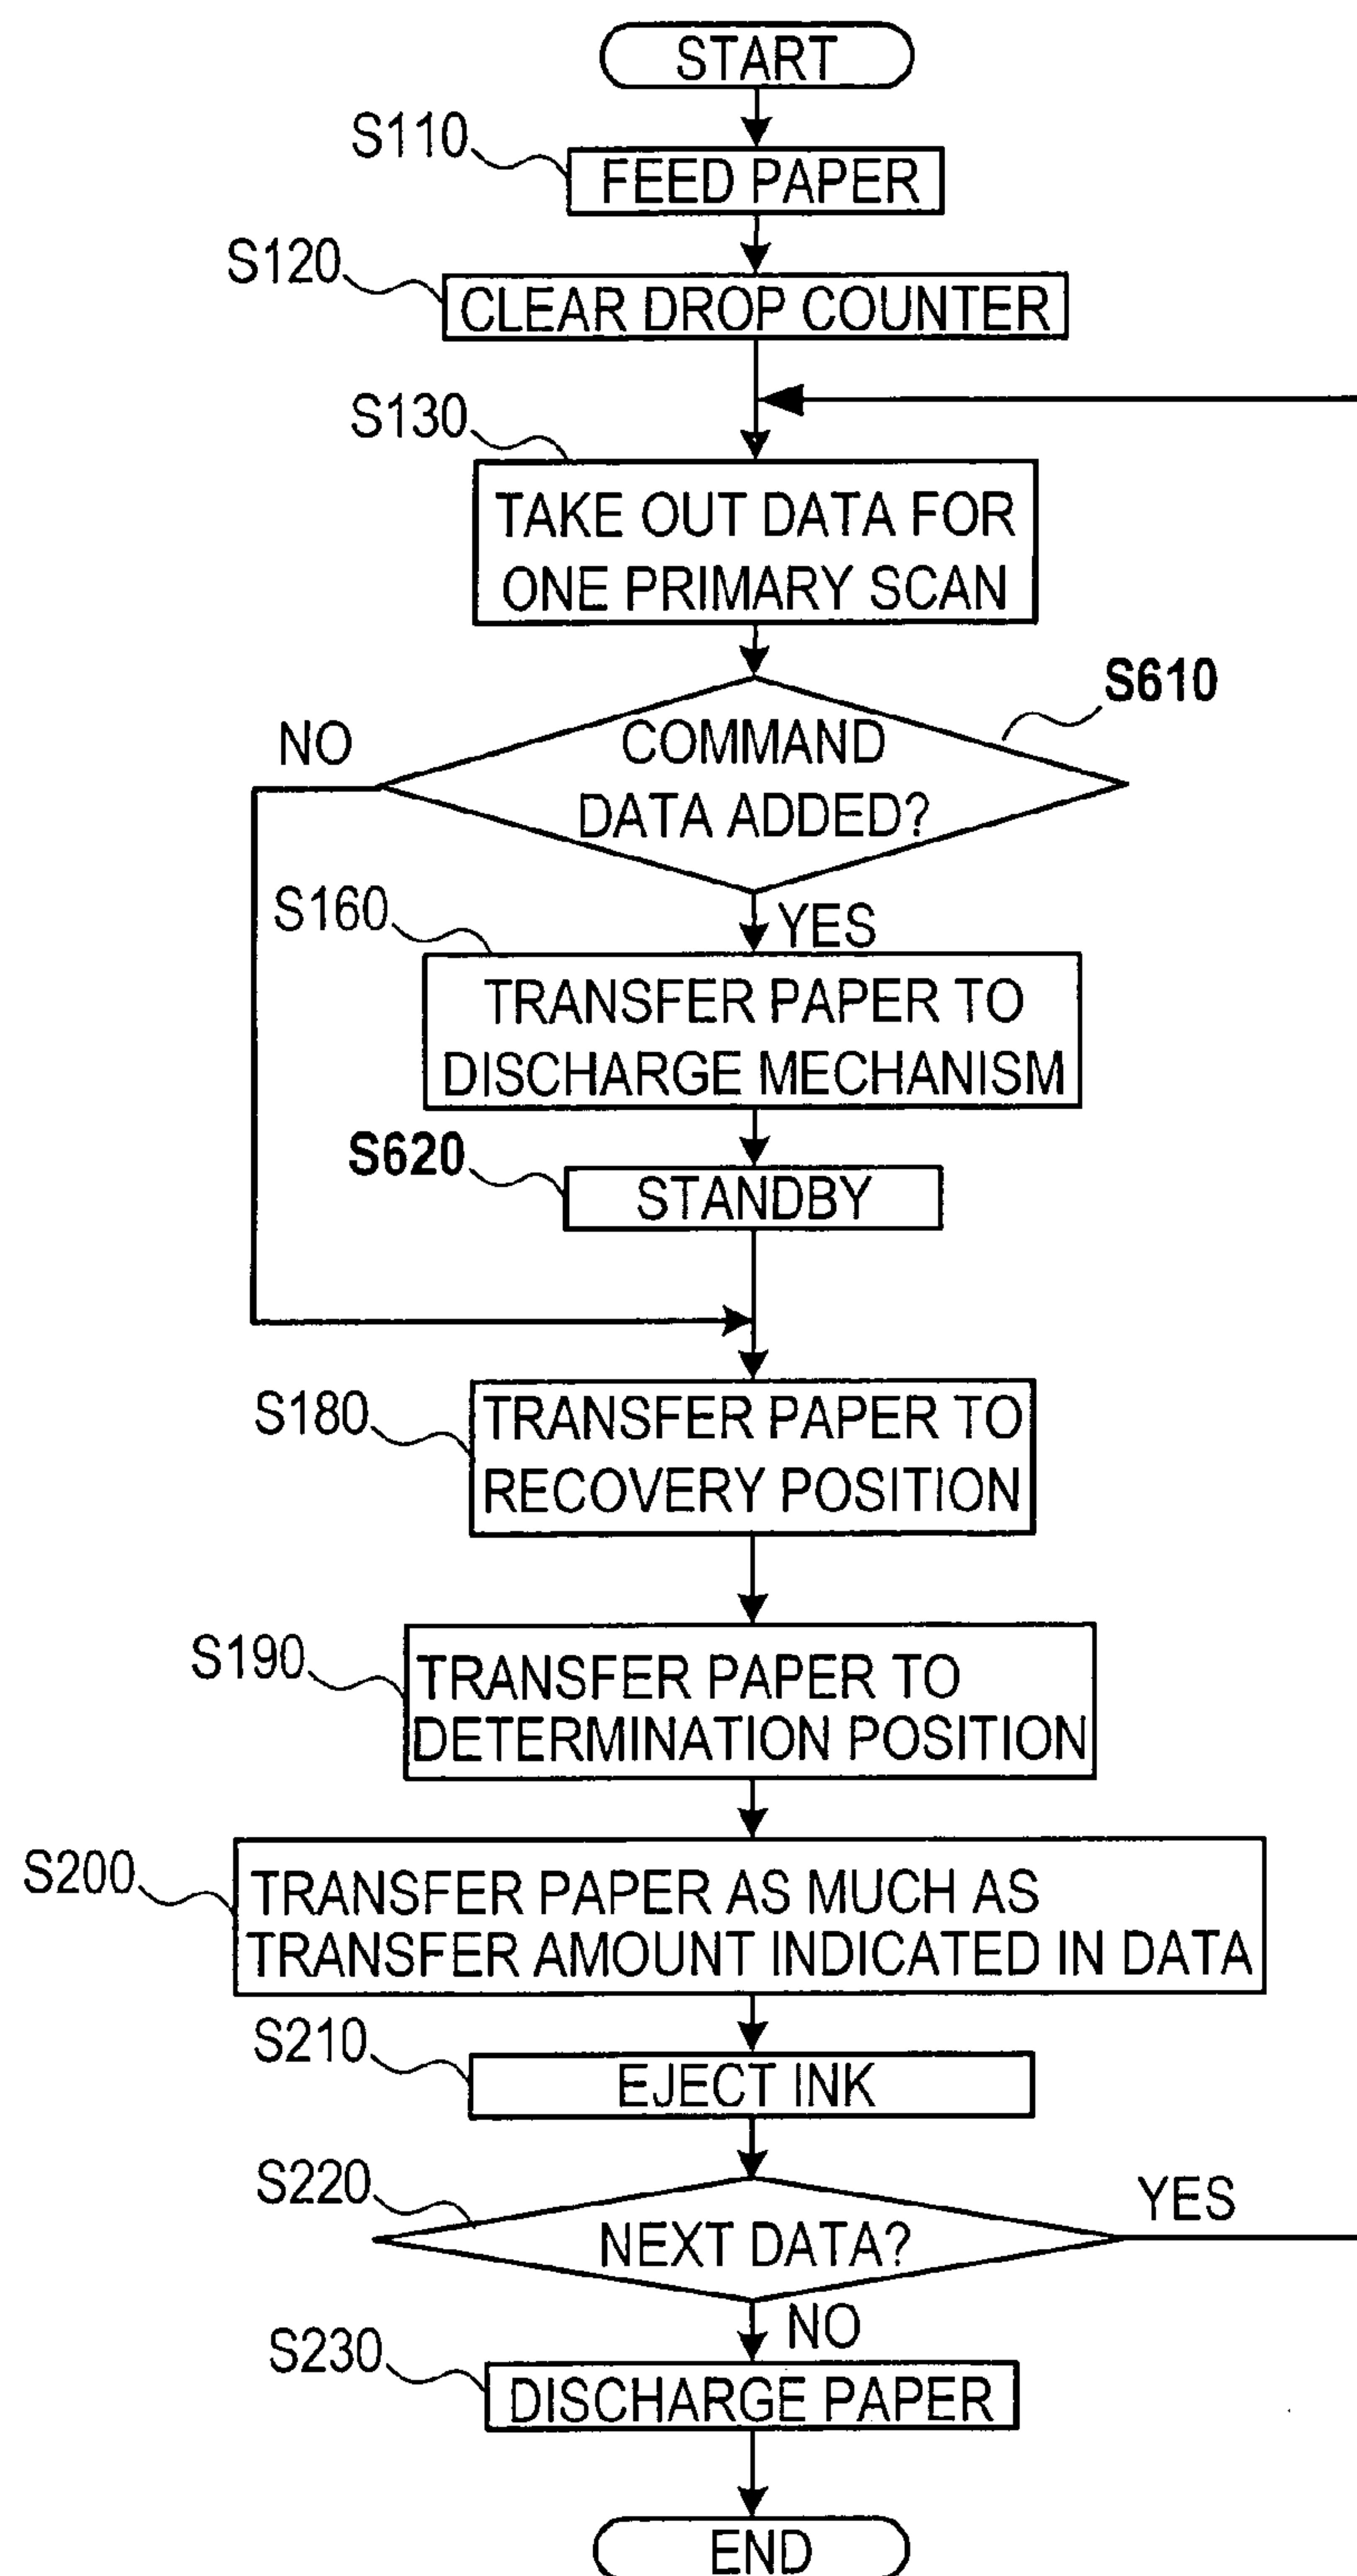 START
S110
FEED PAPER
S120
CLEAR DROP COUNTER
S130
TAKE OUT DATA FOR
ONE PRIMARY SCAN
S610
NO
COMMAND
DATA ADDED?
S160
YES
TRANSFER PAPER TO
DISCHARGE MECHANISM
S620
STANDBY
S180
TRANSFER PAPER TO
RECOVERY POSITION
S190
TRANSFER PAPER TO
DETERMINATION POSITION
S200
TRANSFER PAPER AS MUCH AS
TRANSFER AMOUNT INDICATED IN DATA
S210
EJECT INK
S220
YES
NEXT DATA?
NO
S230
DISCHARGE PAPER
END